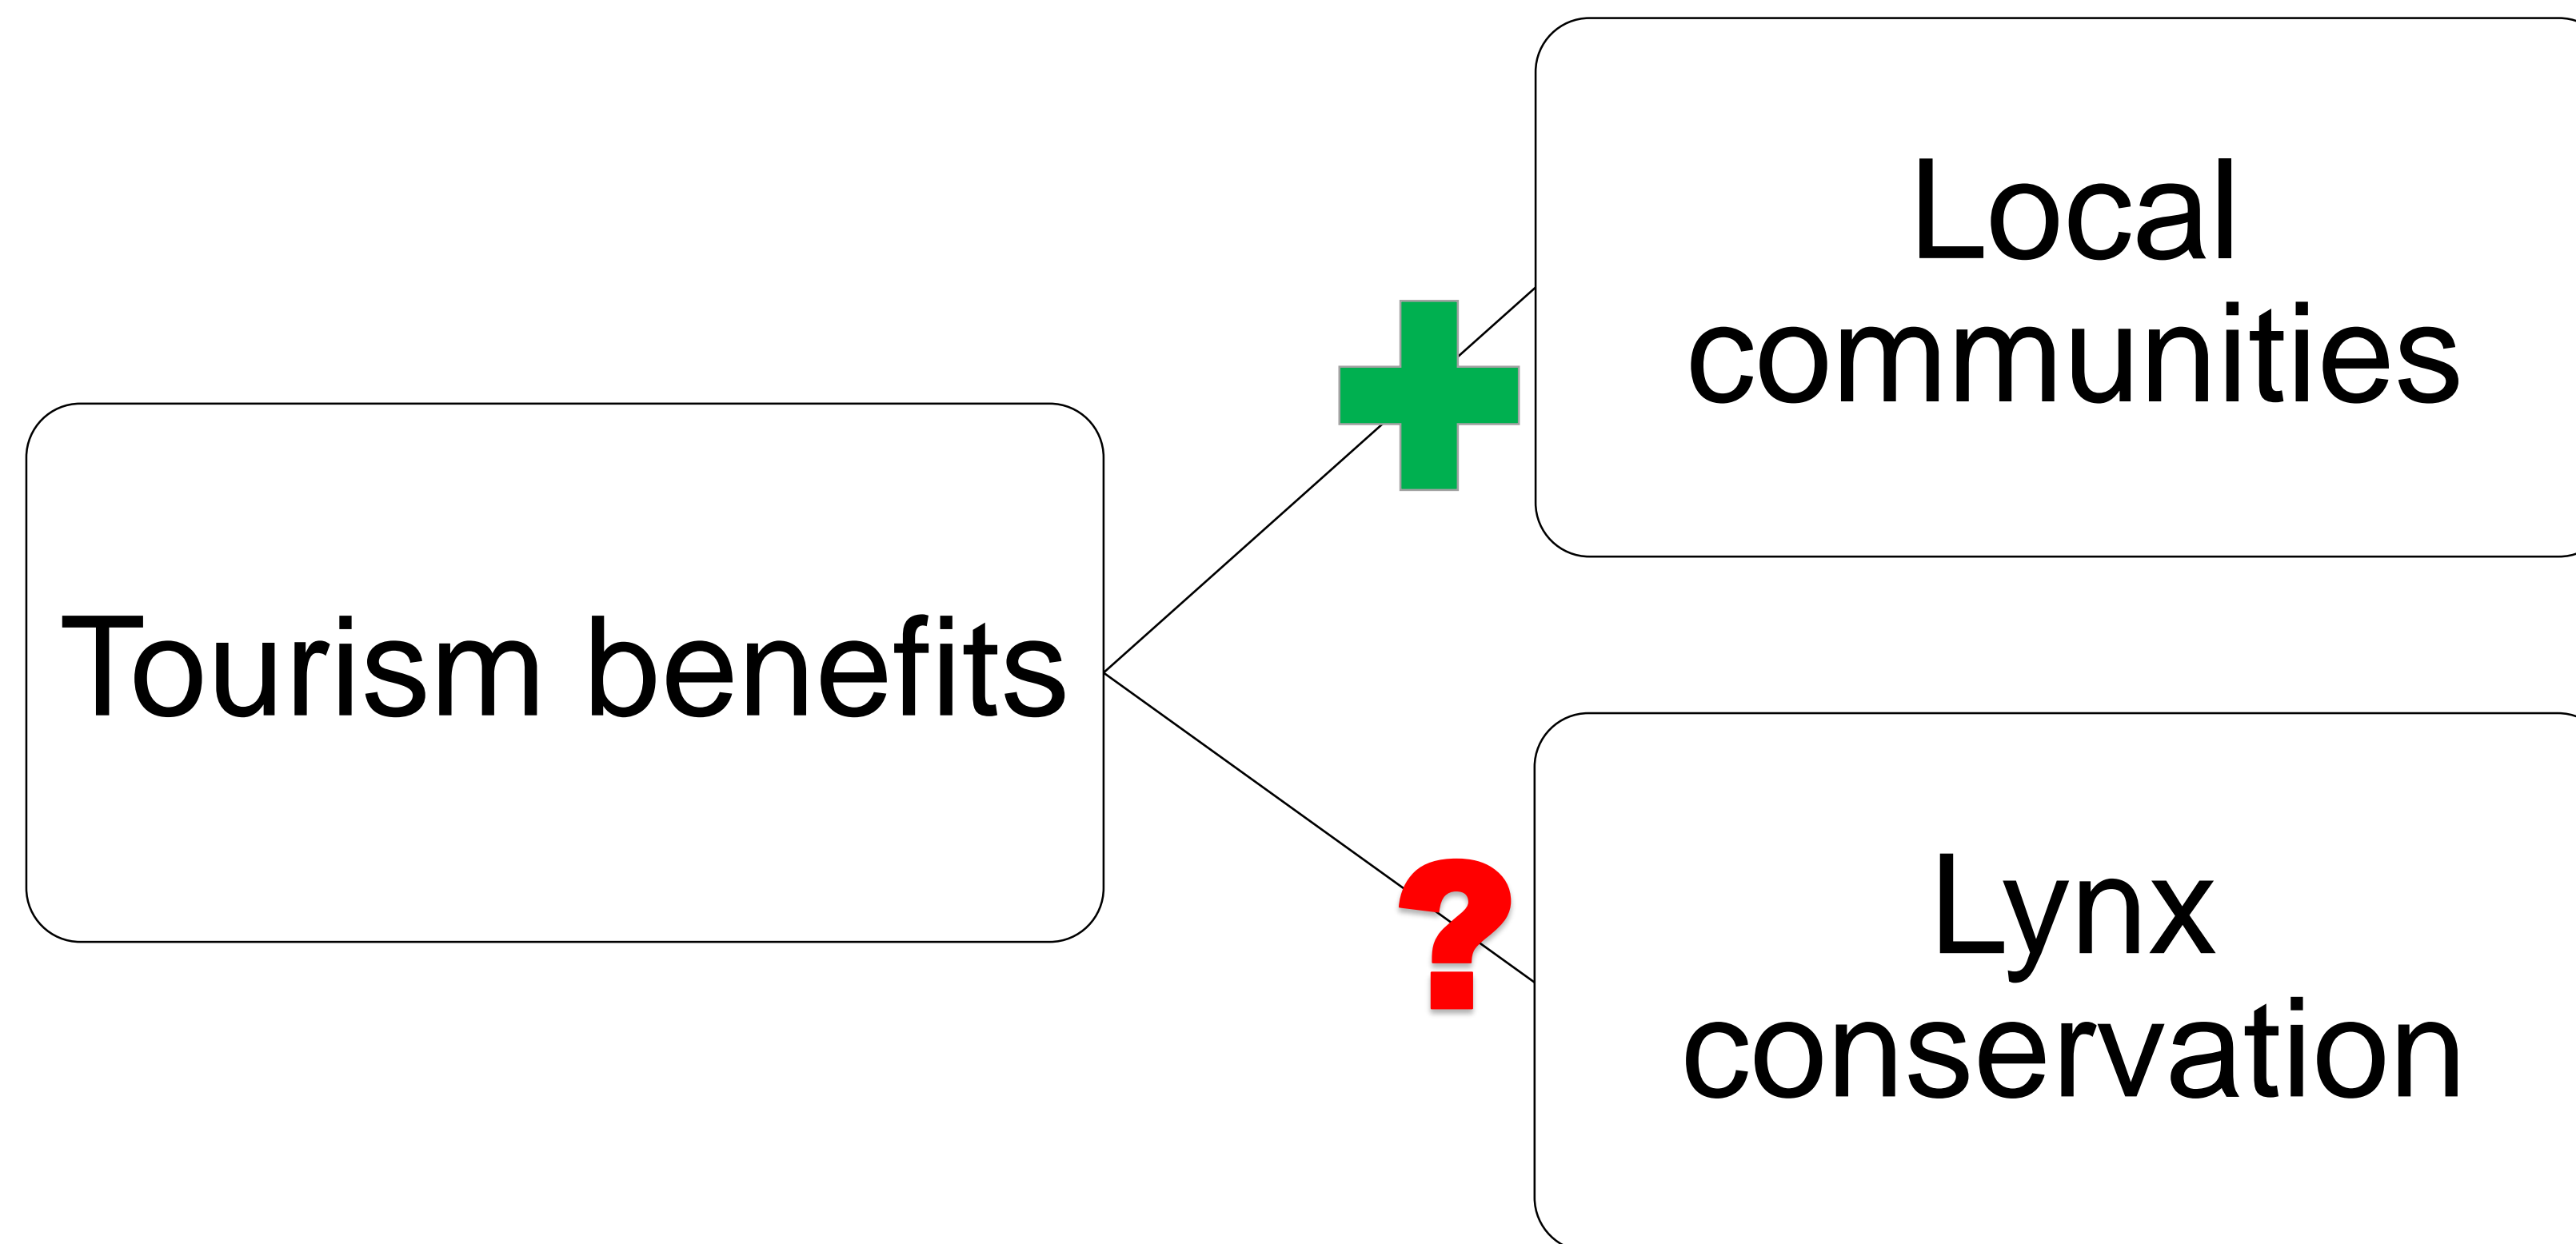 Local
communities
Tourism benefits
?
Lynx
conservation